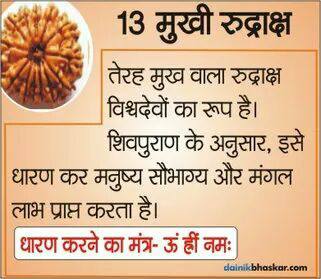 13 मुखी रुद्राक्ष
तेरह मुख वाला रुद्राक्ष
विश्वदेवों का रूप है।
शिवपुराण के अनुसार, इसे
धारण कर मनुष्य सौभाग्य और मंगल
लाभ प्राप्त करता है।
धारण करने का मंत्र- ऊं ह्रीं नमः
dainikbhaskar.com